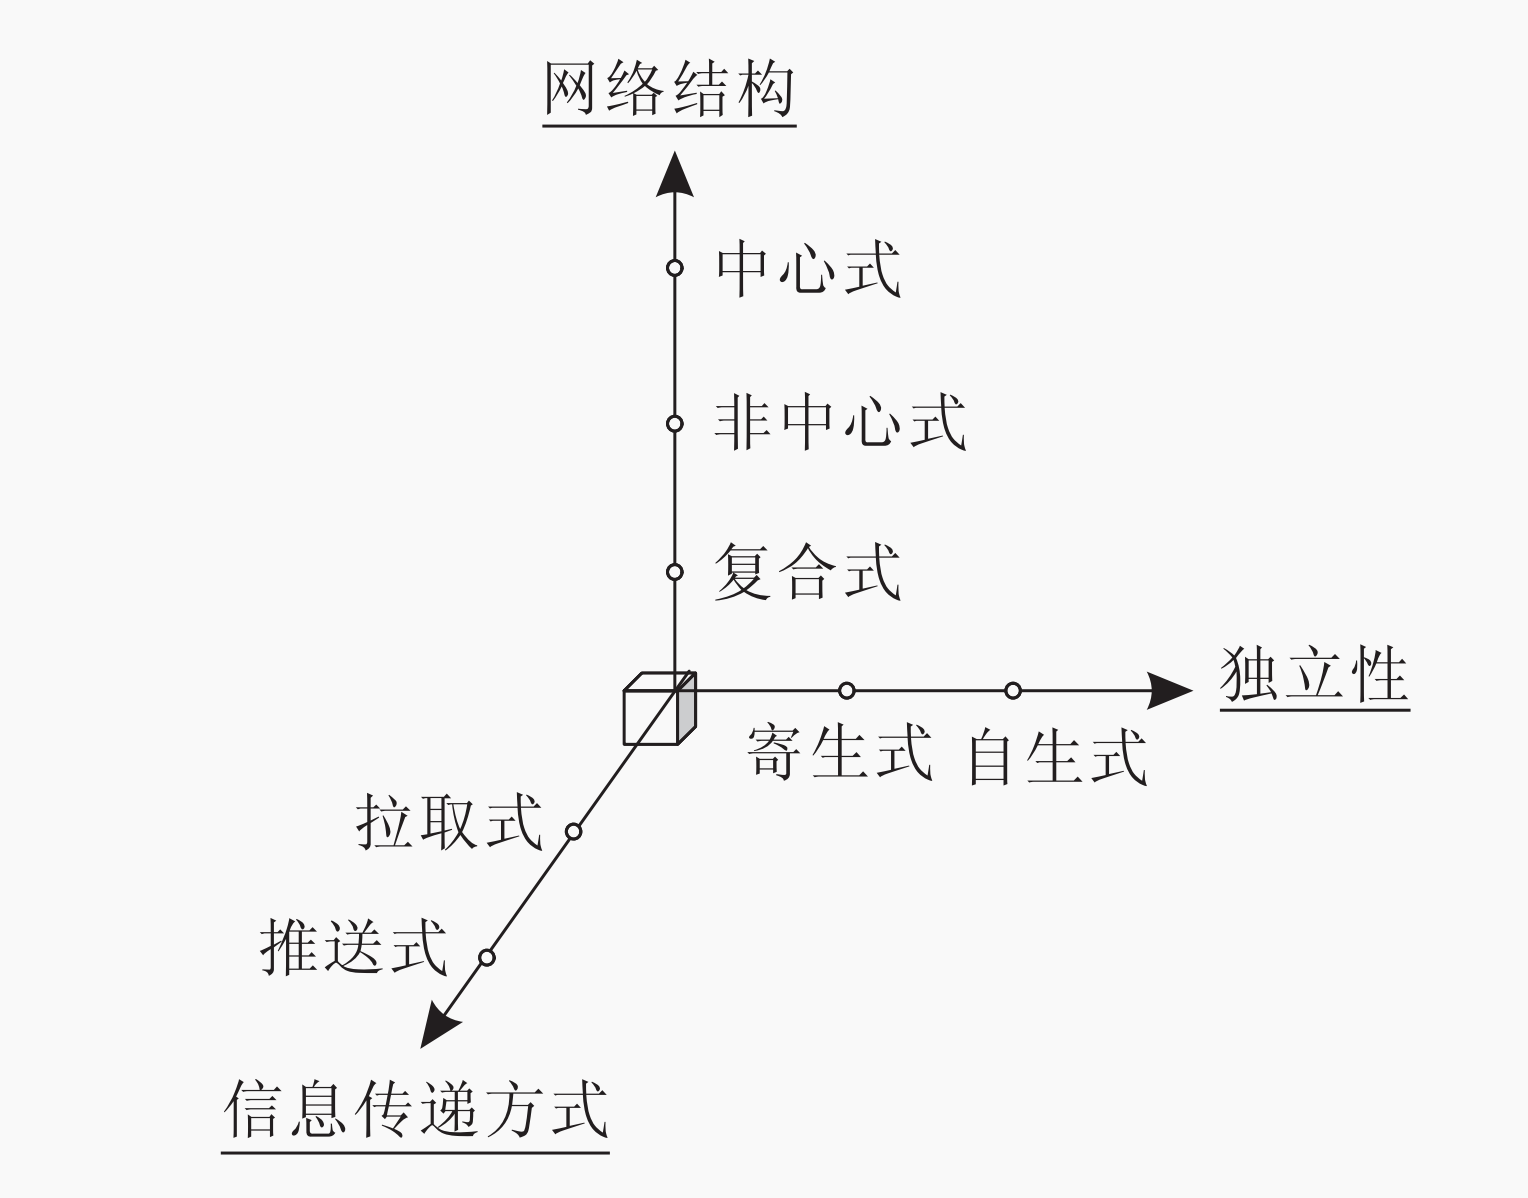 网络结构
中心式
非中心式
复合式
独立性
寄生式
自生式
拉取式
推送式
信息传递方式